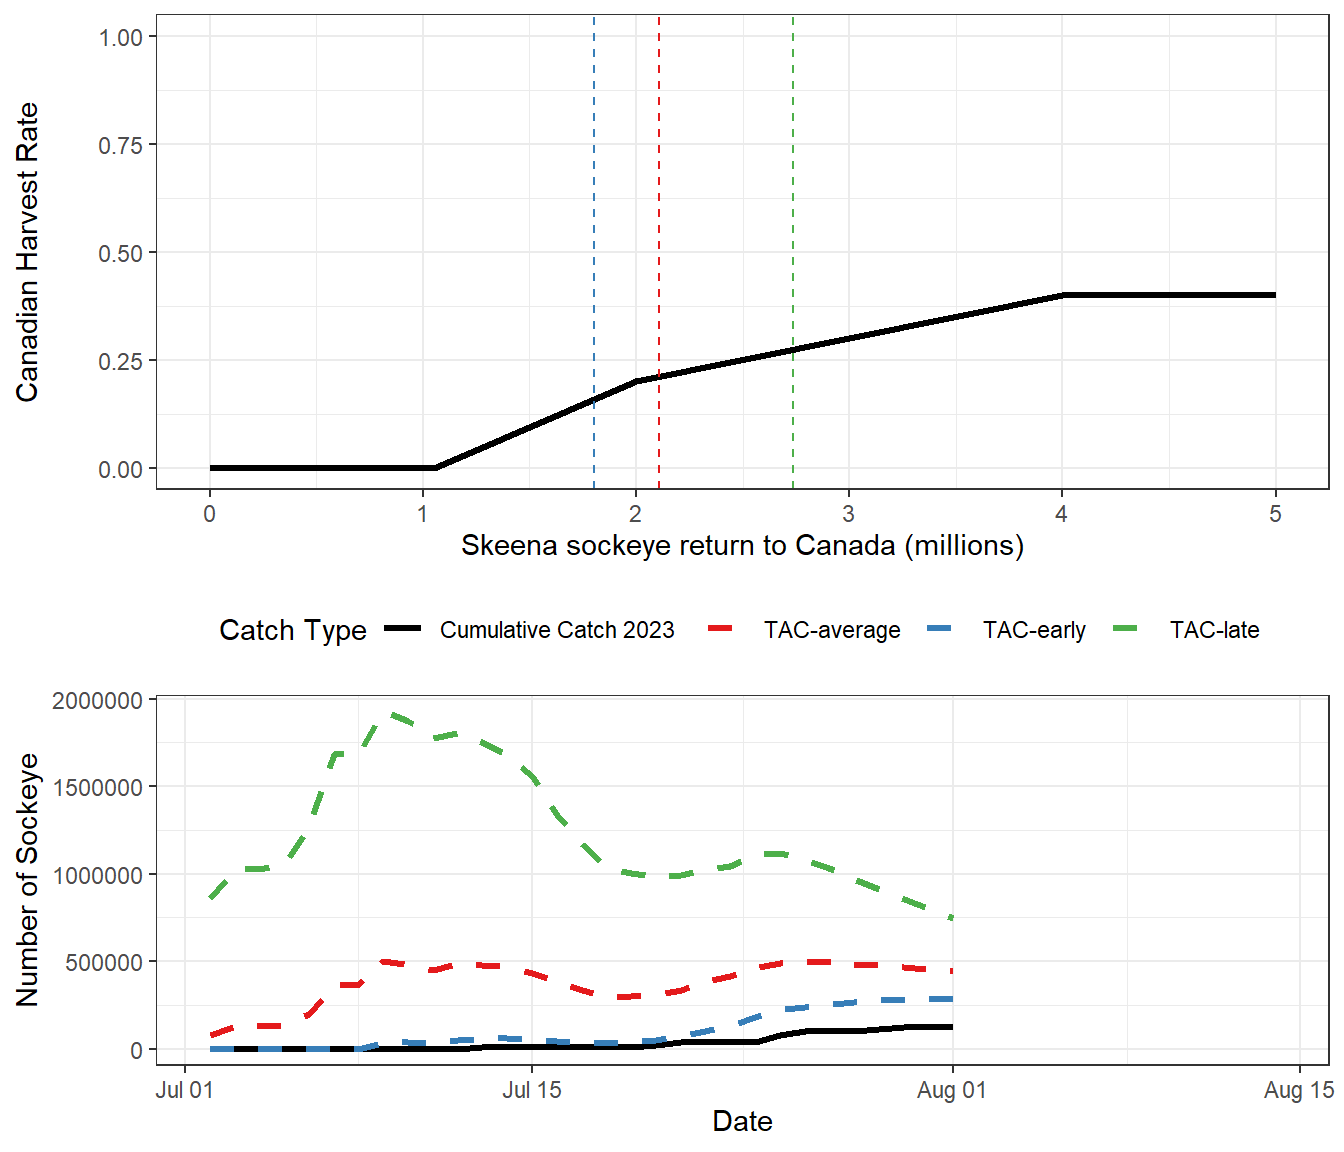 1.00
0.75
0.50
0.25
0.00
Canadian Harvest Rate
0 1 2 3 4 5
Skeena sockeye return to Canada (millions)
Catch Type Cumulative Catch 2023 TAC-average TAC-early TAC-late
2000000
1500000
1000000
500000
0
Number of Sockeye
Jul 01 Jul 15 Aug 01 Aug 15
Date